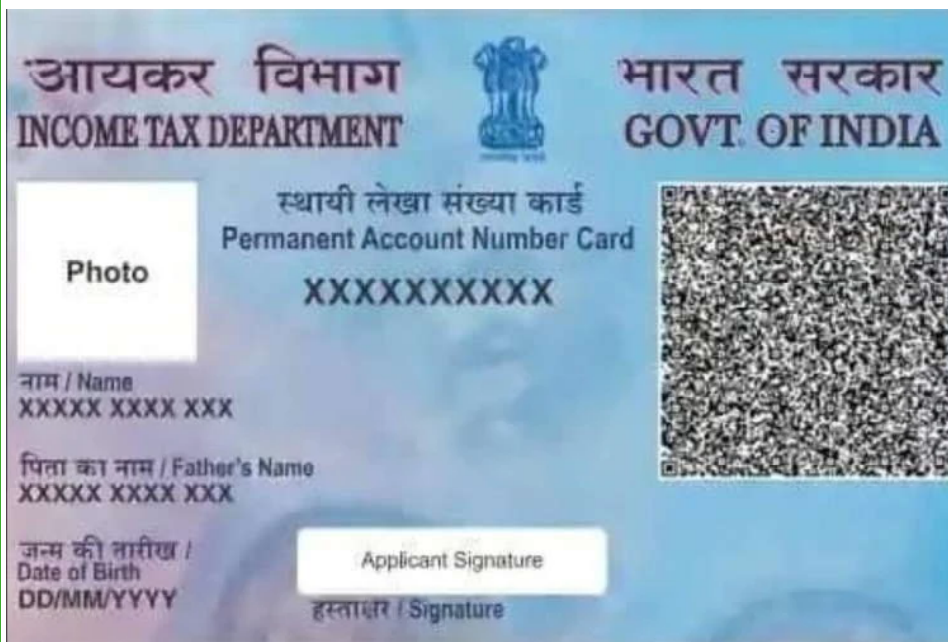 आयकर विभाग
INCOME TAX DEPARTMENT
भारत सरकार
GOVT. OF INDIA
स्थायी लेखा संख्या कार्ड
Permanent Account Number Card
XXXXXXXXXX
Photo
नाम / Name
XXXXX XXXX XXX
पिता का नाम / Father's Name
XXXXX XXXX XXX
जन्म की तारीख /
Date of Birth
DD/MM/YYYY
Applicant Signature
हस्ताक्षर / Signature